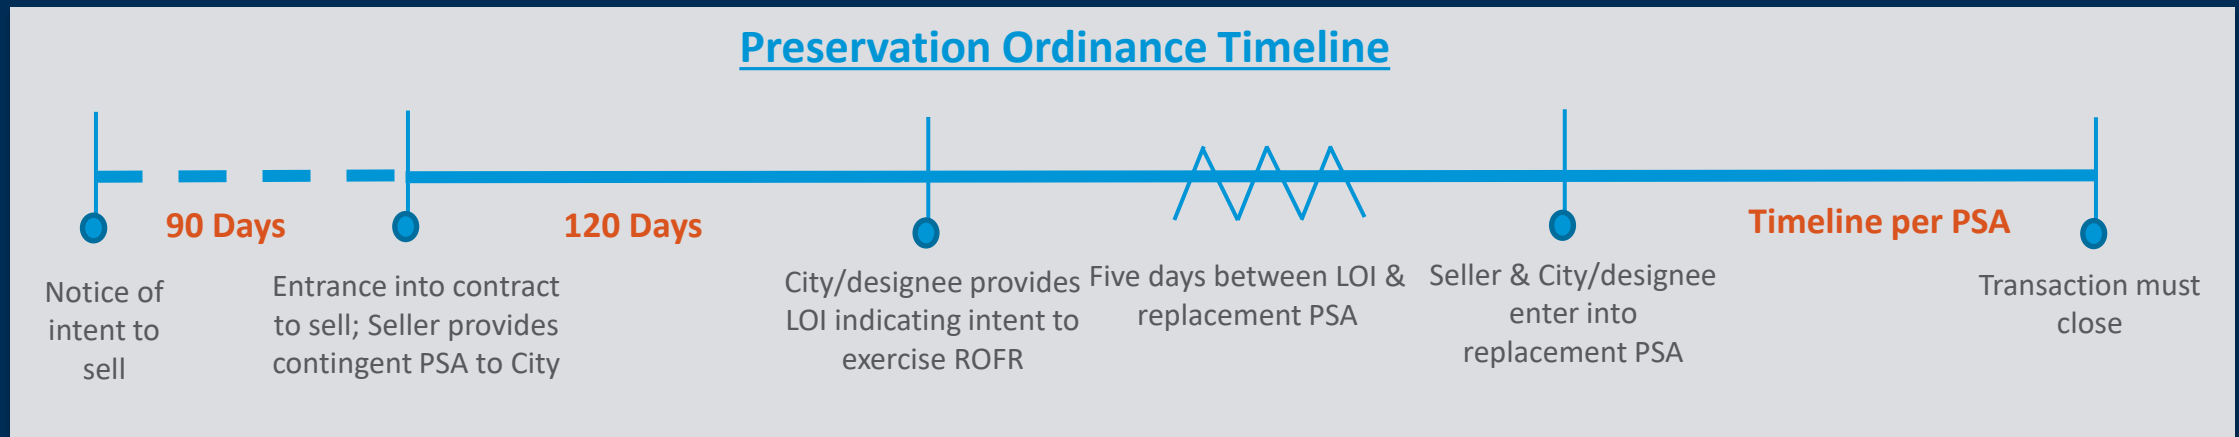 Preservation Ordinance Timeline
90 Days
120 Days
Timeline per PSA
Notice of
intent to
sell
Entrance into contract
to sell; Seller provides
contingent PSA to City
City/designee provides
LOI indicating intent to
exercise ROFR
Five days between LOI &
replacement PSA
Seller & City/designee
enter into
replacement PSA
Transaction must
close